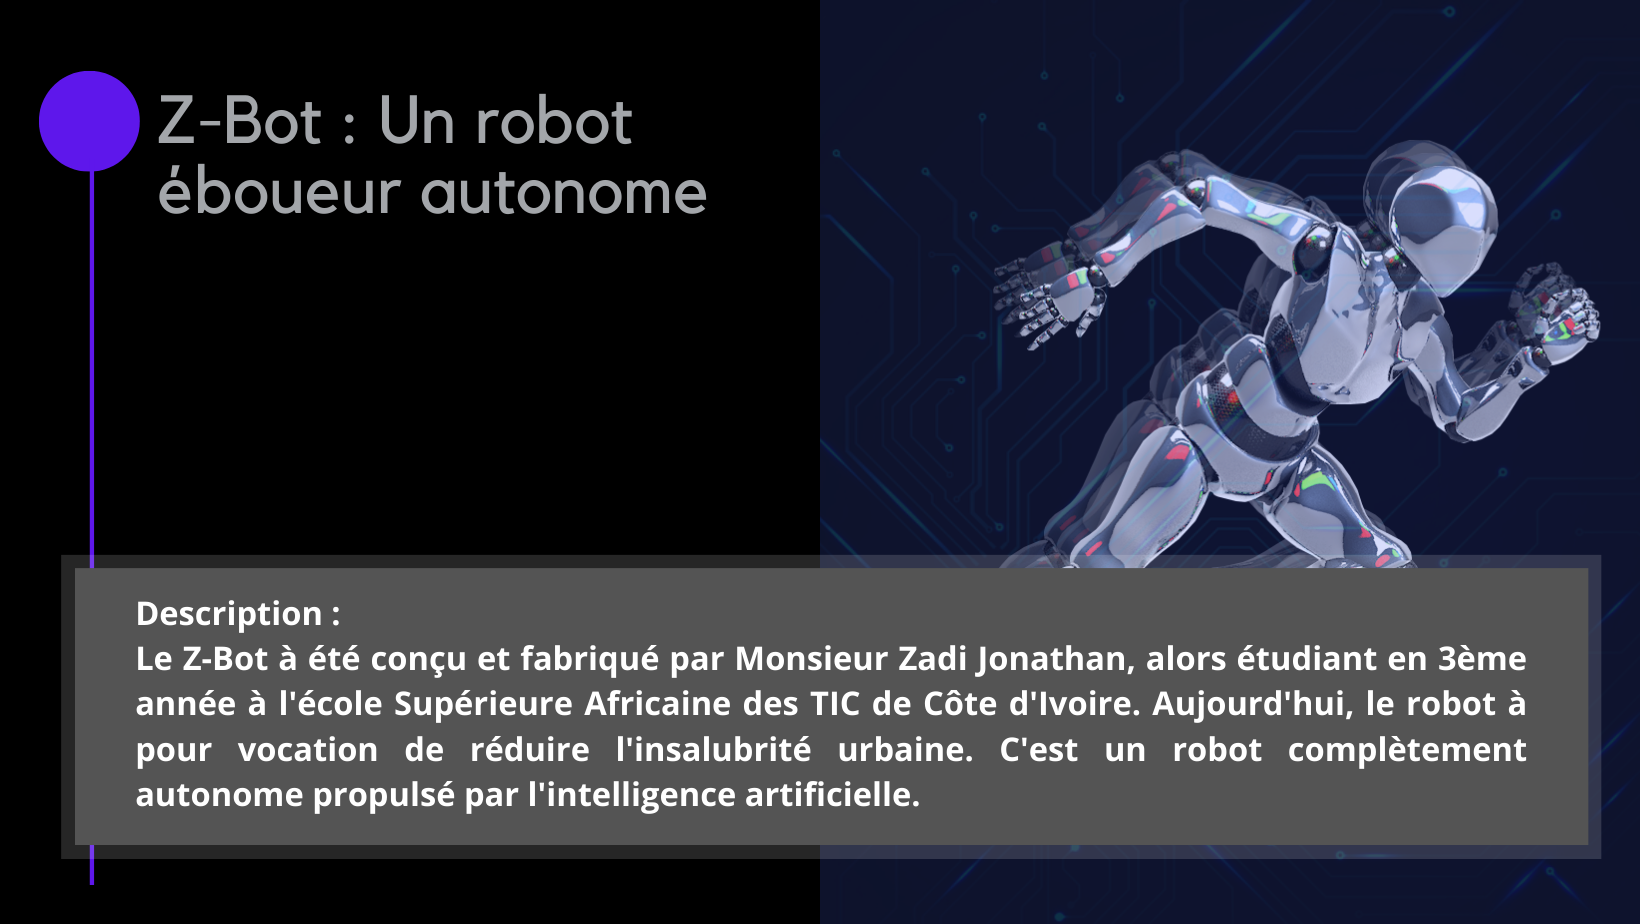 Z-Bot : Un robot
éboueur autonome
Description :
Le Z-Bot à été conçu et fabriqué par Monsieur Zadi Jonathan, alors étudiant en 3ème
année à l'école Supérieure Africaine des TIC de Côte d'Ivoire. Aujourd'hui, le robot à
pour vocation de réduire l'insalubrité urbaine. C'est un robot complètement
autonome propulsé par l'intelligence artificielle.